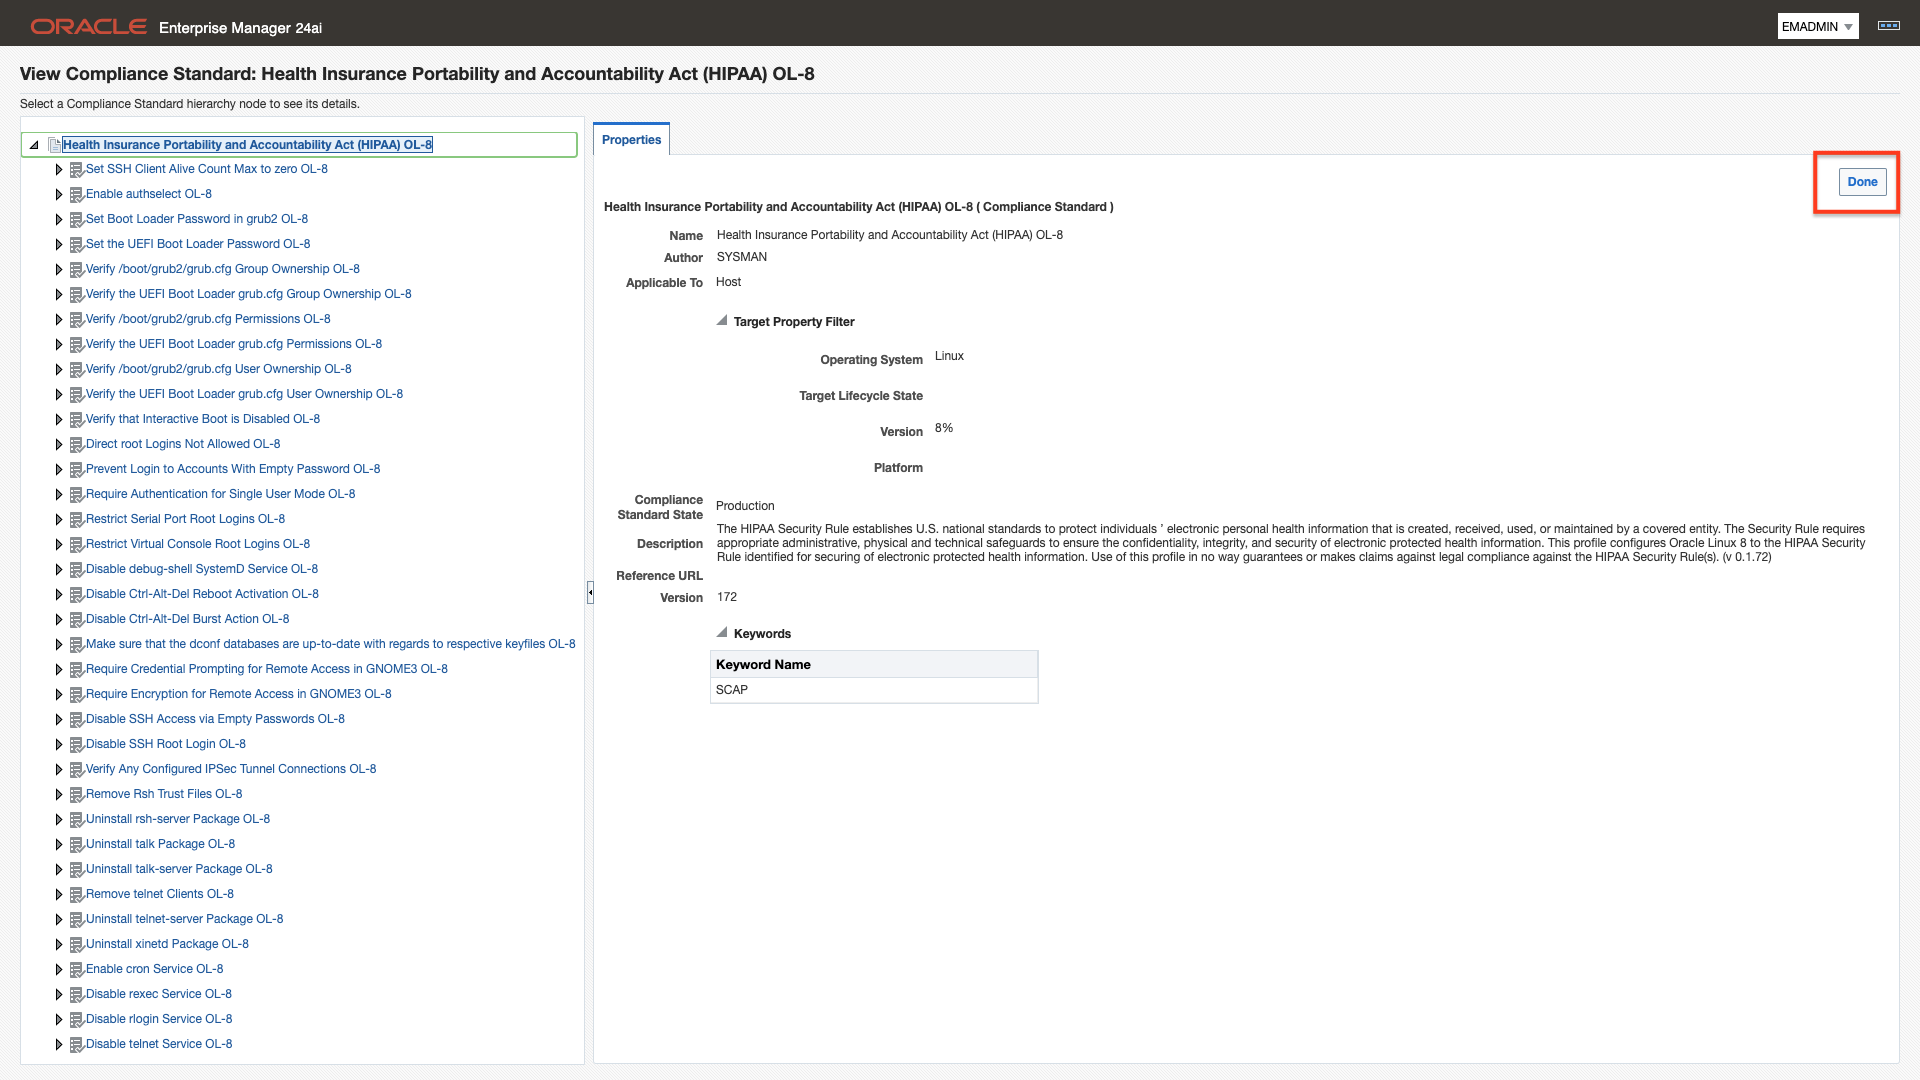 ORACLE Enterprise Manager 24ai
EMADMIN
View Compliance Standard: Health Insurance Portability and Accountability Act (HIPAA) OL-8
Select a Compliance Standard hierarchy node to see its details.
Health Insurance Portability and Accountability Act (HIPAA) OL-8
Set SSH Client Alive Count Max to zero OL-8
Enable authselect OL-8
Set Boot Loader Password in grub2 OL-8
Set the UEFI Boot Loader Password OL-8
Verify /boot/grub2/grub.cfg Group Ownership OL-8
Verify the UEFI Boot Loader grub.cfg Group Ownership OL-8
Verify /boot/grub2/grub.cfg Permissions OL-8
Verify the UEFI Boot Loader grub.cfg Permissions OL-8
Verify /boot/grub2/grub.cfg User Ownership OL-8
Verify the UEFI Boot Loader grub.cfg User Ownership OL-8
Verify that Interactive Boot is Disabled OL-8
Direct root Logins Not Allowed OL-8
Prevent Login to Accounts With Empty Password OL-8
Require Authentication for Single User Mode OL-8
Restrict Serial Port Root Logins OL-8
Restrict Virtual Console Root Logins OL-8
Disable debug-shell SystemD Service OL-8
Disable Ctrl-Alt-Del Reboot Activation OL-8
Disable Ctrl-Alt-Del Burst Action OL-8
Make sure that the dconf databases are up-to-date with regards to respective keyfiles OL-8
Require Credential Prompting for Remote Access in GNOME3 OL-8
Require Encryption for Remote Access in GNOME3 OL-8
Disable SSH Access via Empty Passwords OL-8
Disable SSH Root Login OL-8
Verify Any Configured IPSec Tunnel Connections OL-8
Remove Rsh Trust Files OL-8
Uninstall rsh-server Package OL-8
Uninstall talk Package OL-8
Uninstall talk-server Package OL-8
Remove telnet Clients OL-8
Uninstall telnet-server Package OL-8
Uninstall xinetd Package OL-8
Enable cron Service OL-8
Disable rexec Service OL-8
Disable rlogin Service OL-8
Disable telnet Service OL-8
Properties
Done
Health Insurance Portability and Accountability Act (HIPAA) OL-8 ( Compliance Standard )
Name Health Insurance Portability and Accountability Act (HIPAA) OL-8
Author SYSMAN
Applicable To Host
Target Property Filter
Operating System Linux
Target Lifecycle State
Version 8%
Platform
Compliance
Standard State Production
Description The HIPAA Security Rule establishes U.S. national standards to protect individuals ’ electronic personal health information that is created, received, used, or maintained by a covered entity. The Security Rule requires
appropriate administrative, physical and technical safeguards to ensure the confidentiality, integrity, and security of electronic protected health information. This profile configures Oracle Linux 8 to the HIPAA Security
Rule identified for securing of electronic protected health information. Use of this profile in no way guarantees or makes claims against legal compliance against the HIPAA Security Rule(s). (v 0.1.72)
Reference URL
Version 172
Keywords
Keyword Name
SCAP